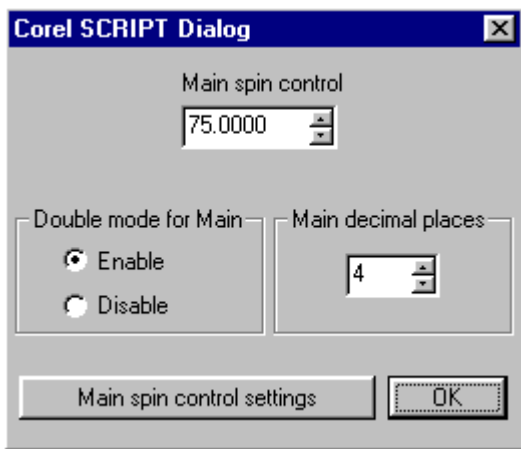 Corel SCRIPT Dialog
Main spin control
75.0000
Double mode for Main
Main decimal places
Enable
4
Disable
Main spin control settings
OK